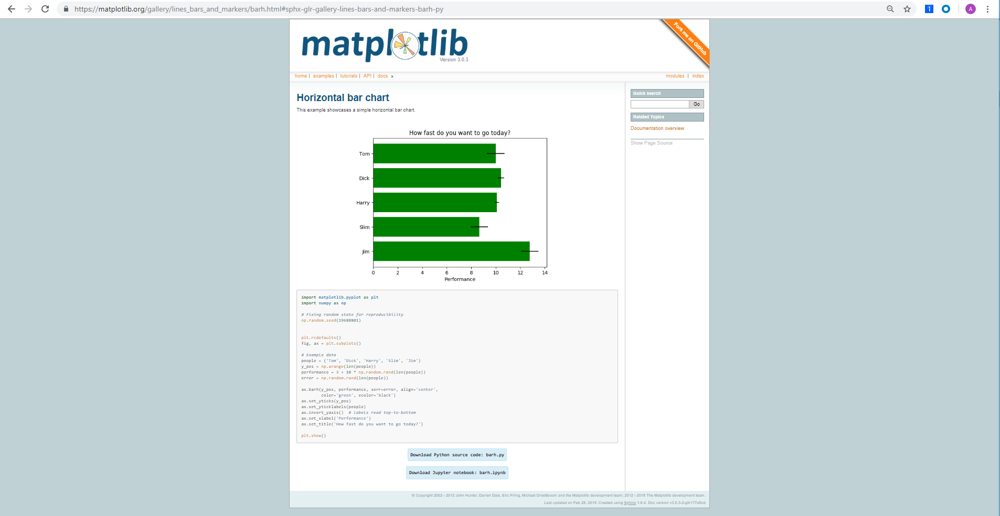 https://matplotlib.org/gallery/lines_bars_and_markers/barh.html#sphx-glr-gallery-lines-bars-and-markers-barh-py
A
matplotlib
Version 3.0.3
Fork me on GitHub
home | examples | tutorials | API | docs » modules | index
Horizontal bar chart
This example showcases a simple horizontal bar chart.
How fast do you want to go today?
Tom
Dick
Harry
Slim
Jim
0 2 4 6 8 10 12 14
Performance
import matplotlib.pyplot as plt
import numpy as np
# Fixing random state for reproducibility
np.random.seed(19680801)
plt.rcdefaults()
fig, ax = plt.subplots()
# Example data
people = ('Tom', 'Dick', 'Harry', 'Slim', 'Jim')
y_pos = np.arange(len(people))
performance = 3 + 10 * np.random.rand(len(people))
error = np.random.rand(len(people))
ax.barh(y_pos, performance, xerr=error, align='center',
color='green', ecolor='black')
ax.set_yticks(y_pos)
ax.set_yticklabels(people)
ax.invert_yaxis()  # labels read top-to-bottom
ax.set_xlabel('Performance')
ax.set_title('How fast do you want to go today?')
plt.show()
Download Python source code: barh.py
Download Jupyter notebook: barh.ipynb
Quick search
Go
Related Topics
Documentation overview
Show Page Source
© Copyright 2002 - 2012 John Hunter, Darren Dale, Eric Firing, Michael Droettboom and the Matplotlib development team; 2012 - 2018 The Matplotlib development team.
Last updated on Feb 28, 2019. Created using Sphinx 1.8.4. Doc version v3.0.3-2-gfc177a9cd.